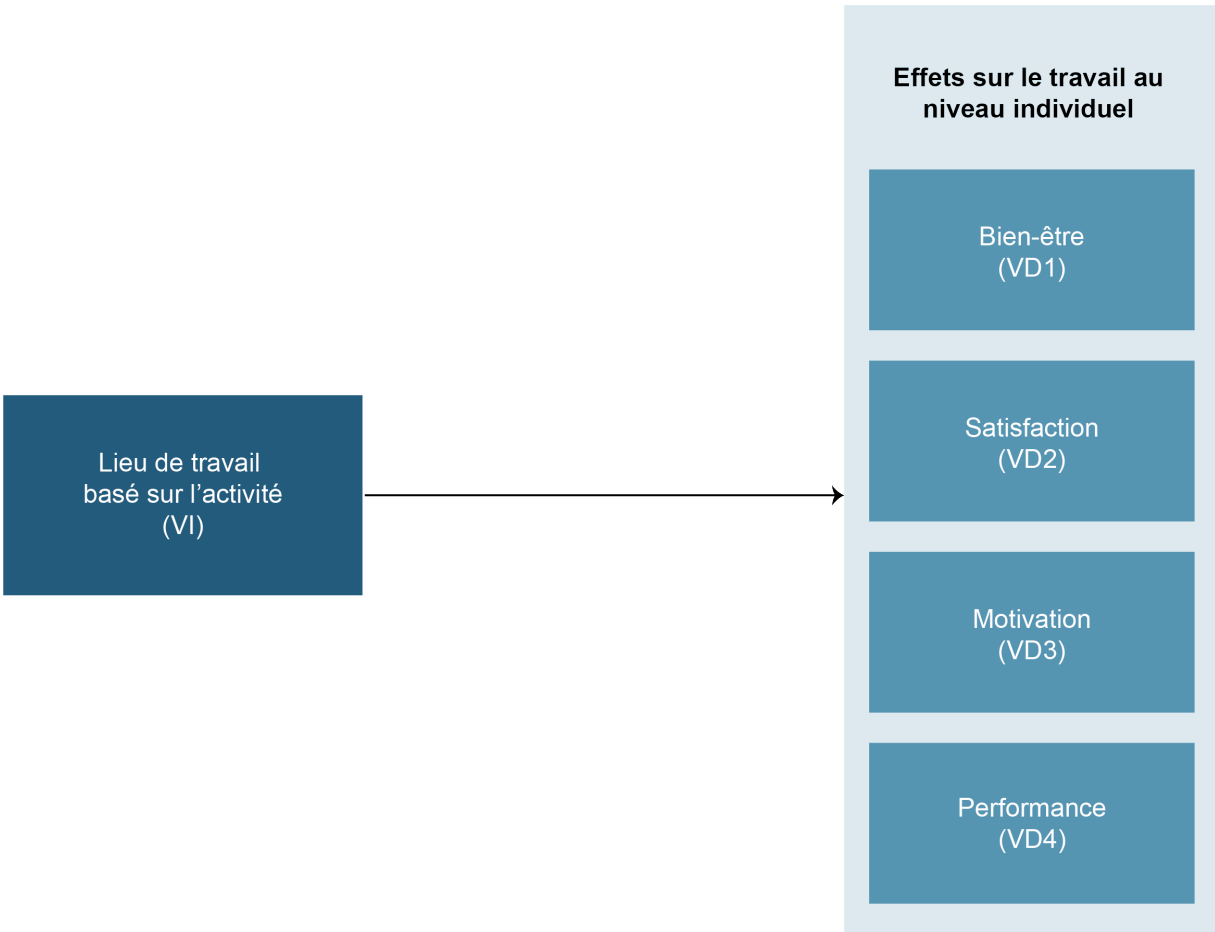 Effets sur le travail au
niveau individuel
Bien-être
(VD1)
Satisfaction
(VD2)
Lieu de travail
basé sur l’activité
(VI)
Motivation
(VD3)
Performance
(VD4)